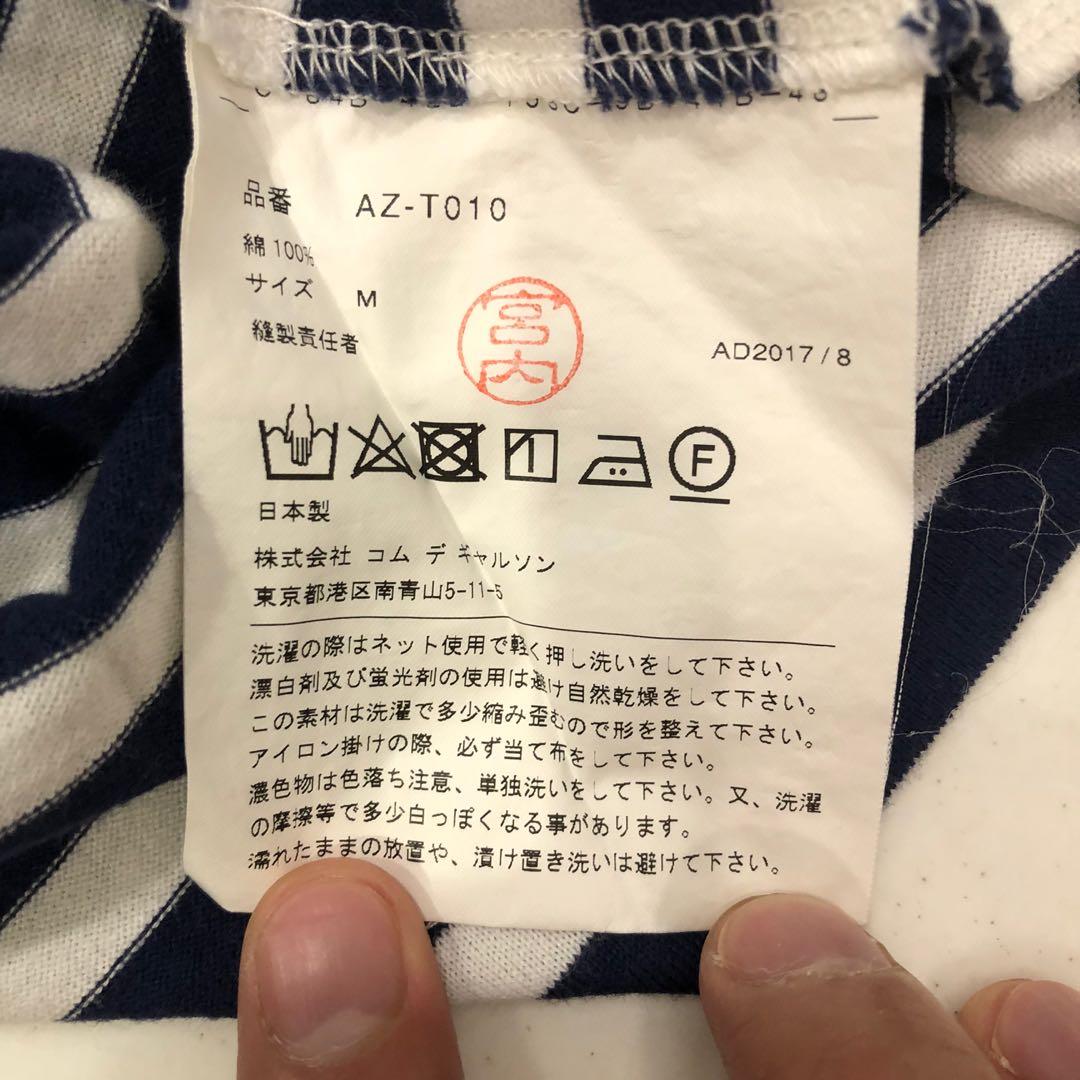 品番 AZ-T010
綿 100%
サイズ M
縫製責任者 宮内 AD2017/8
F
日本製
株式会社 コム デ ギャルソン
東京都港区南青山5-11-5
洗濯の際はネット使用で軽く押し洗いをして下さい。
漂白剤及び蛍光剤の使用は避け自然乾燥をして下さい。
この素材は洗濯で多少縮み歪むので形を整えて下さい。
アイロン掛けの際、必ず当て布をして下さい。
濃色物は色落ち注意、単独洗いをして下さい。又、洗濯
の摩擦等で多少白っぽくなる事があります。
濡れたままの放置や、漬け置き洗いは避けて下さい。